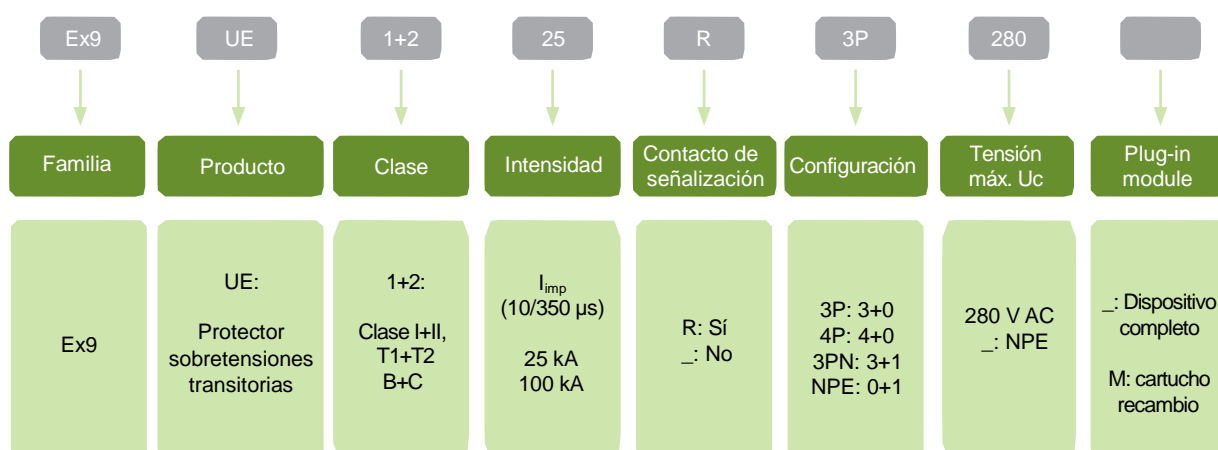 Ex9
UE
1+2
25
R
3P
280
Familia
Producto
Clase
Intensidad
Contacto de
señalización
Configuración
Tensión
máx. Uc
Plug-in
module
Ex9
UE:
Protector
sobretensiones
transitorias
1+2:
Clase I+II,
T1+T2
B+C
Iimp
(10/350 µs)
25 kA
100 kA
R: Sí
_: No
3P: 3+0
4P: 4+0
3PN: 3+1
NPE: 0+1
280 V AC
_: NPE
_: Dispositivo
completo
M: cartucho
recambio